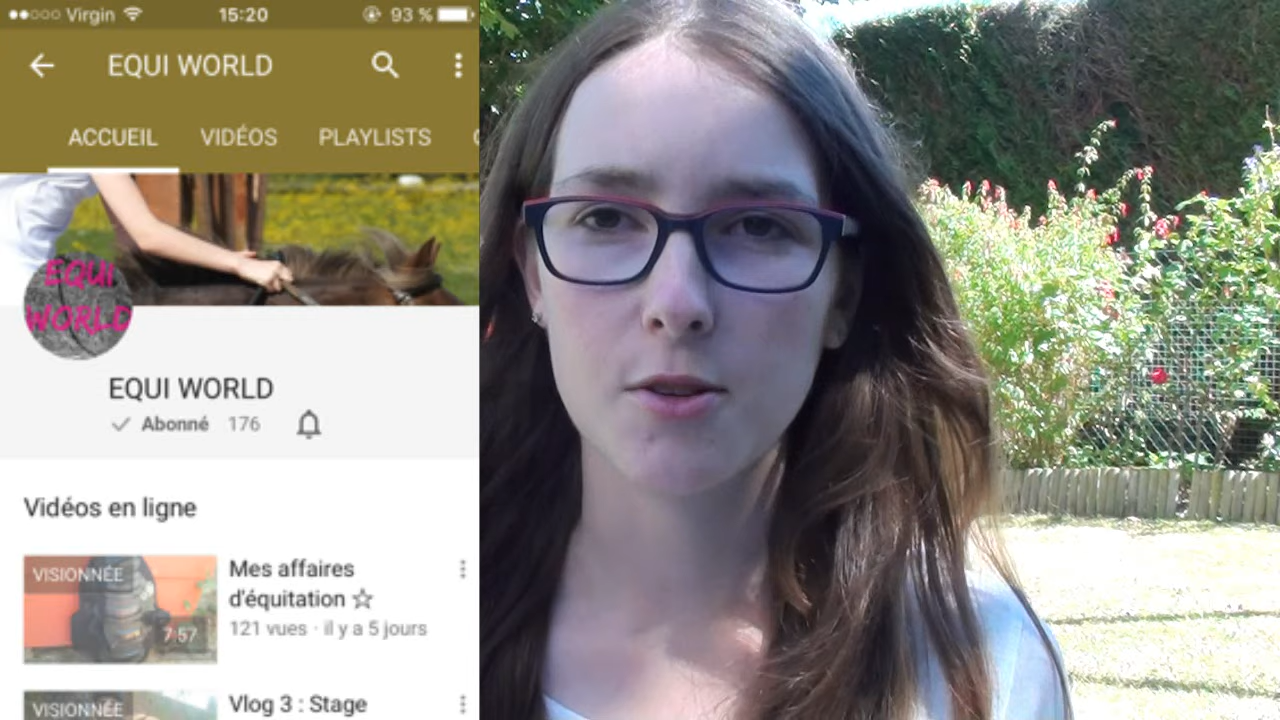 Virgin 15:20 93 %
EQUI WORLD
ACCUEIL VIDÉOS PLAYLISTS
EQUI
WORLD
EQUI WORLD
Abonné 176
Vidéos en ligne
VISIONNÉE
7:57
Mes affaires
d'équitation ☆
121 vues · il y a 5 jours
VISIONNÉE
Vlog 3 : Stage